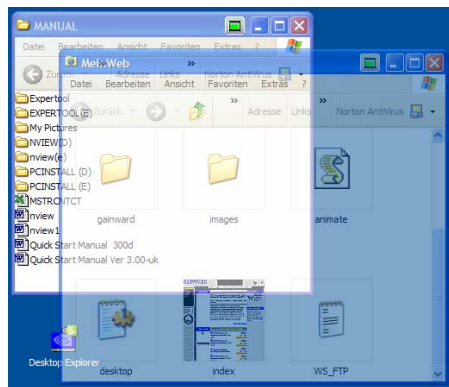 MANUAL
Datei Bearbeiten Ansicht Favoriten Extras ?
MeinWeb
Zurück Adresse Links Norton AntiVirus
Datei Bearbeiten Ansicht Favoriten Extras ?
Zurück Adresse Links Norton AntiVirus
Expertool
EXPERTOOL(E)
My Pictures
NVIEW(D)
nview(e)
PCINSTALL (D)
PCINSTALL (E)
MSTRCNTCT
nview
nview1
Quick Start Manual 300d
Quick Start Manual Ver 3.00-uk
gainward images animate
Desktop Explorer
desktop index WS_FTP